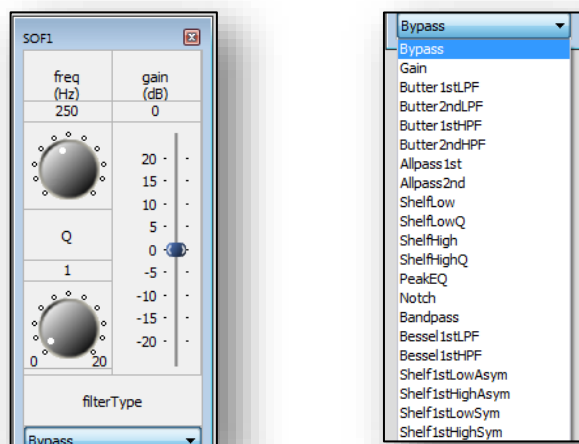 SOF1
freq
(Hz)
gain
(dB)
250
0
20
15
10
5
0
-5
-10
-15
-20
Q
1
0
20
filterType
Bypass
Bypass
Bypass
Gain
Butter1stLPF
Butter2ndLPF
Butter1stHPF
Butter2ndHPF
Allpass1st
Allpass2nd
ShelfLow
ShelfLowQ
ShelfHigh
ShelfHighQ
PeakEQ
Notch
Bandpass
Bessel1stLPF
Bessel1stHPF
Shelf1stLowAsym
Shelf1stHighAsym
Shelf1stLowSym
Shelf1stHighSym